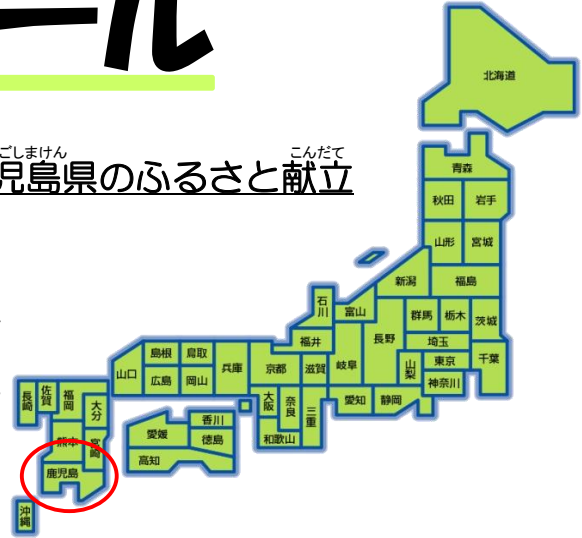 ール
ごしまけん
こんだて
児島県のふるさと献立
北海道
青森
秋田
岩手
山形
宮城
新潟
福島
石川
富山
群馬
栃木
茨城
福井
長野
埼玉
島根
鳥取
兵庫
京都
滋賀
岐阜
山梨
東京
千葉
山口
広島
岡山
神奈川
長崎
佐賀
福岡
大分
大阪
奈良
三重
愛知
静岡
香川
愛媛
徳島
和歌山
熊本
宮崎
高知
鹿児島
沖縄